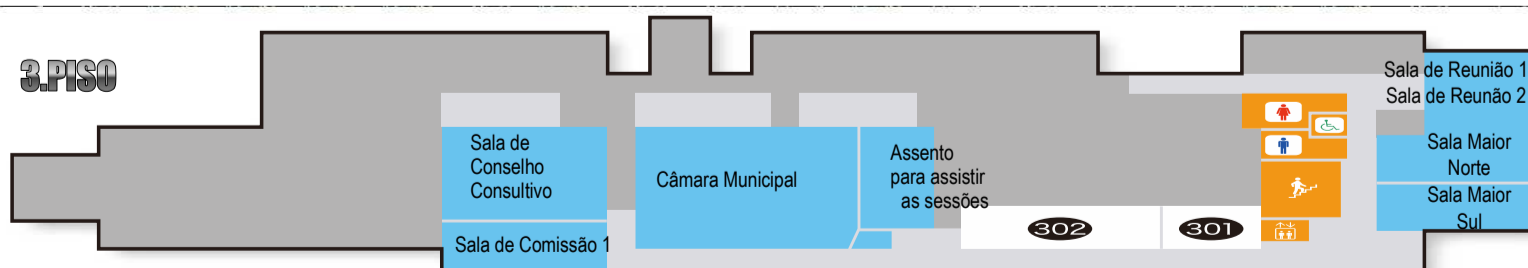 3.PISO
Sala de
Conselho
Consultivo
Sala de Comissão 1
Câmara Municipal
Assento
para assistir
as sessões
302
301
Sala de Reunião 1
Sala de Reunão 2
Sala Maior
Norte
Sala Maior
Sul